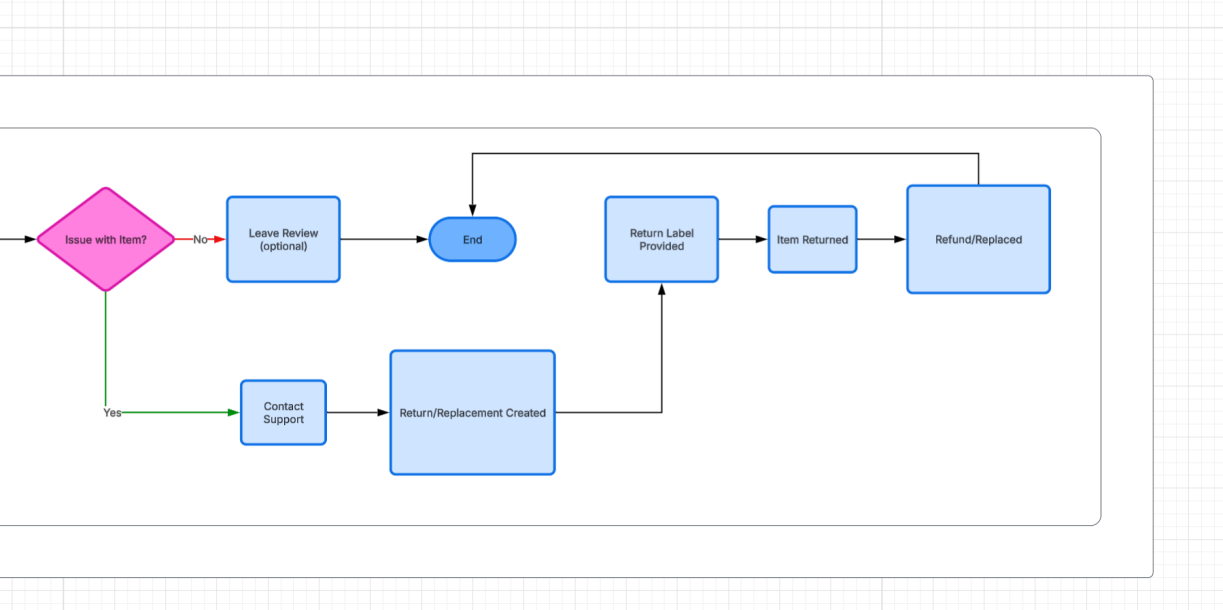 Issue with Item?
No
Leave Review
(optional)
End
Return Label
Provided
Item Returned
Refund/Replaced
Yes
Contact
Support
Return/Replacement Created